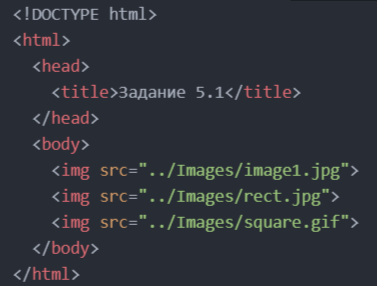 <!DOCTYPE html>
<html>
<head>
<title>Задание 5.1</title>
</head>
<body>
<img src="../Images/image1.jpg">
<img src="../Images/rect.jpg">
<img src="../Images/square.gif">
</body>
</html>